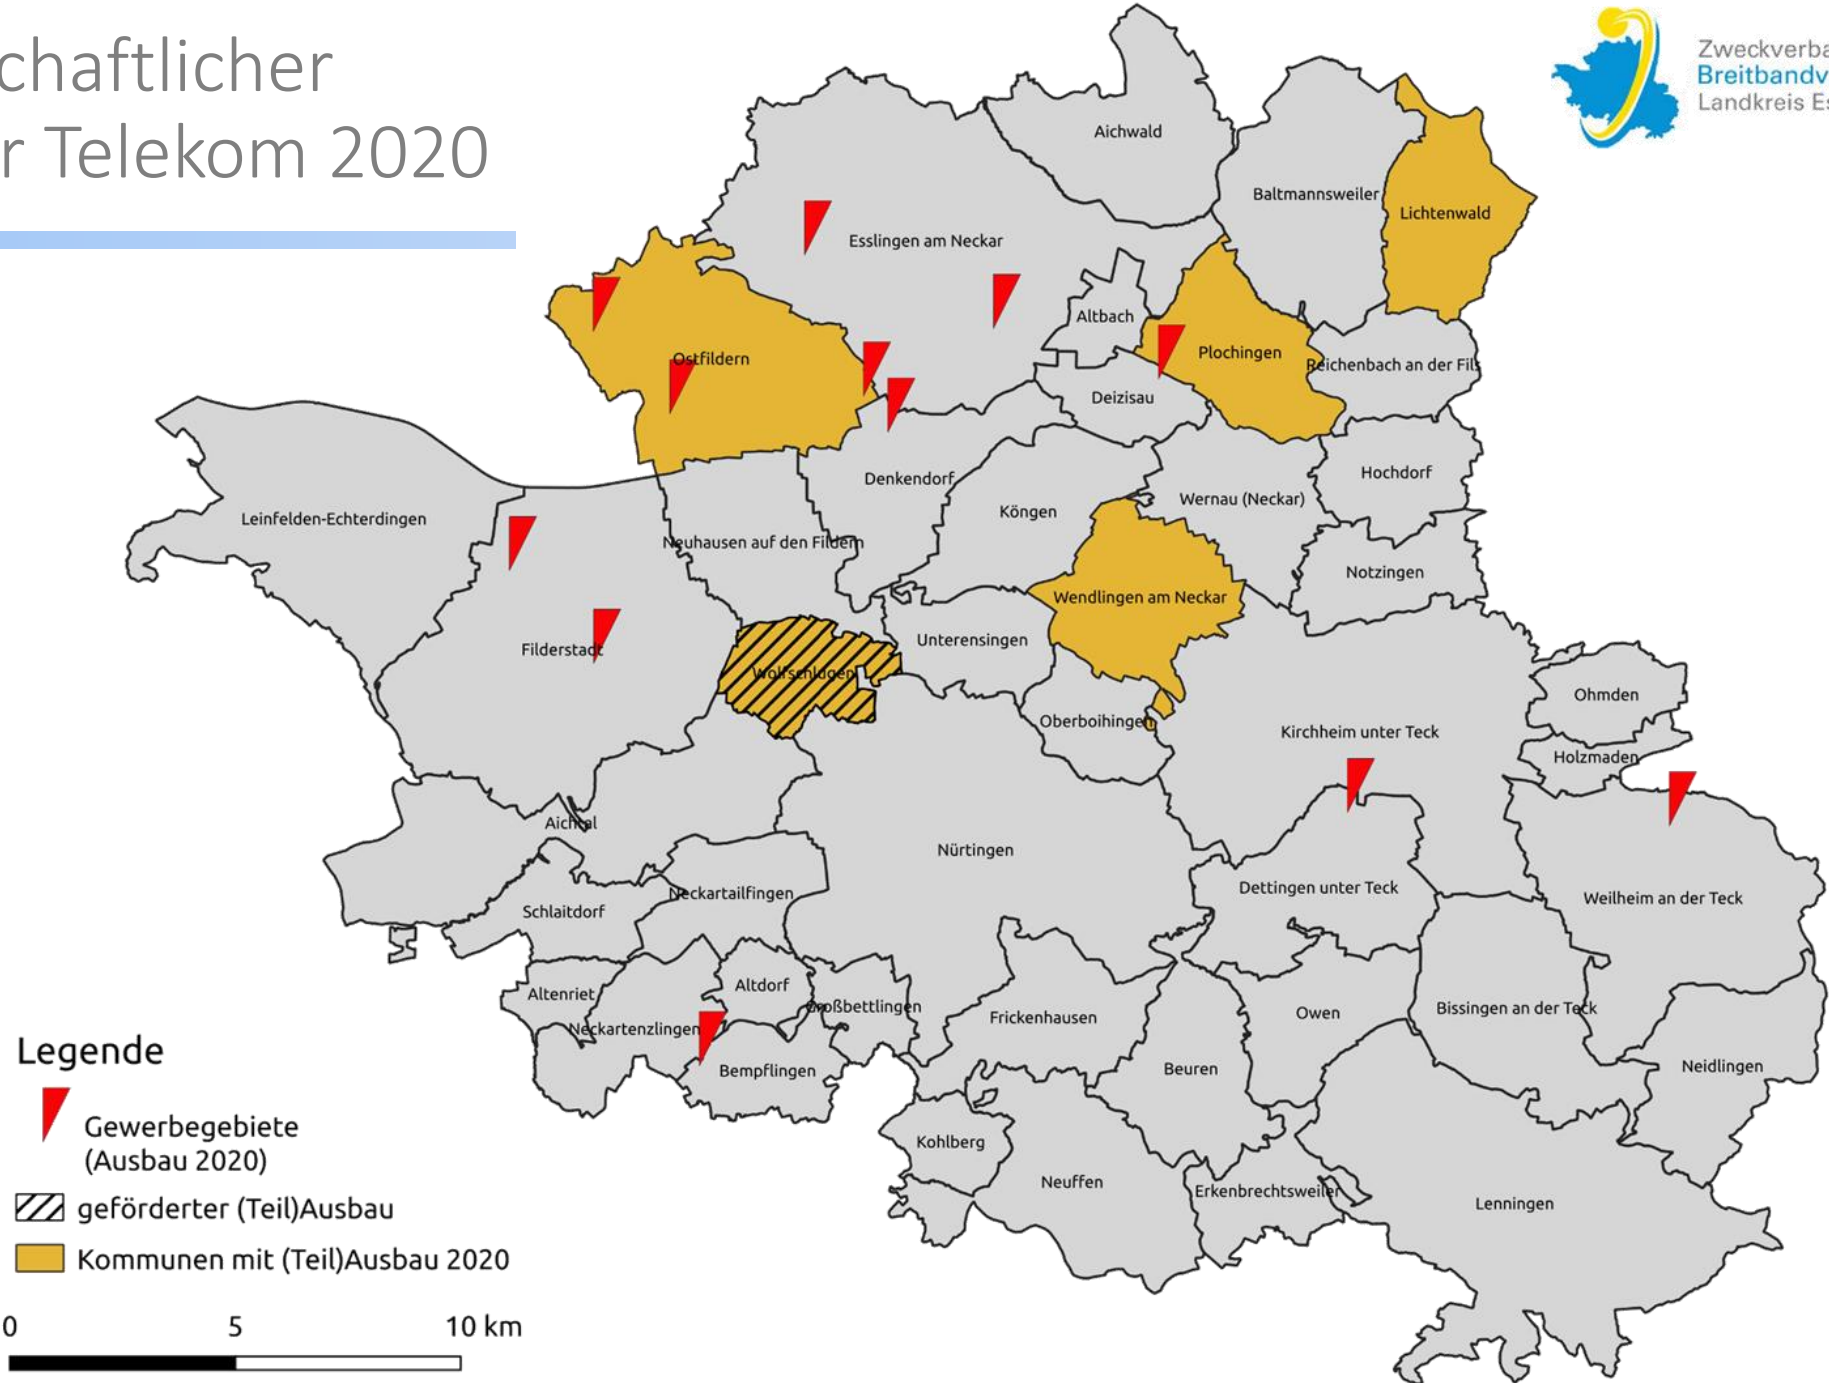 chaftlicher
r Telekom 2020
Zweckverba
Breitbandv
Landkreis Es
Aichwald
Baltmannsweiler
Lichtenwald
Esslingen am Neckar
Altbach
Plochingen
Ostfildern
Reichenbach an der Fils
Deizisau
Hochdorf
Denkendorf
Wernau (Neckar)
Köngen
Leinfelden-Echterdingen
Neuhausen auf den Fildern
Notzingen
Wendlingen am Neckar
Unterensingen
Filderstadt
Wolfschlugen
Ohmden
Oberboihingen
Kirchheim unter Teck
Holzmaden
Aichtal
Nürtingen
Dettingen unter Teck
Neckartailfingen
Weilheim an der Teck
Schlaitdorf
Altdorf
Altenriet
Großbettlingen
Bissingen an der Teck
Owen
Frickenhausen
Neckartenzlingen
Bempflingen
Beuren
Neidlingen
Kohlberg
Neuffen
Erkenbrechtsweiler
Lenningen
Legende
Gewerbegebiete
(Ausbau 2020)
geförderter (Teil)Ausbau
Kommunen mit (Teil)Ausbau 2020
0 5 10 km